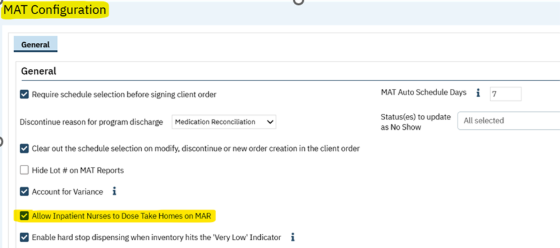 MAT Configuration
General
General
Require schedule selection before signing client order
MAT Auto Schedule Days i 7
Discontinue reason for program discharge Medication Reconciliation
Status(es) to update as No Show All selected
Clear out the schedule selection on modify, discontinue or new order creation in the client order
Hide Lot # on MAT Reports
Account for Variance i
Allow Inpatient Nurses to Dose Take Homes on MAR
Enable hard stop dispensing when inventory hits the 'Very Low' Indicator i